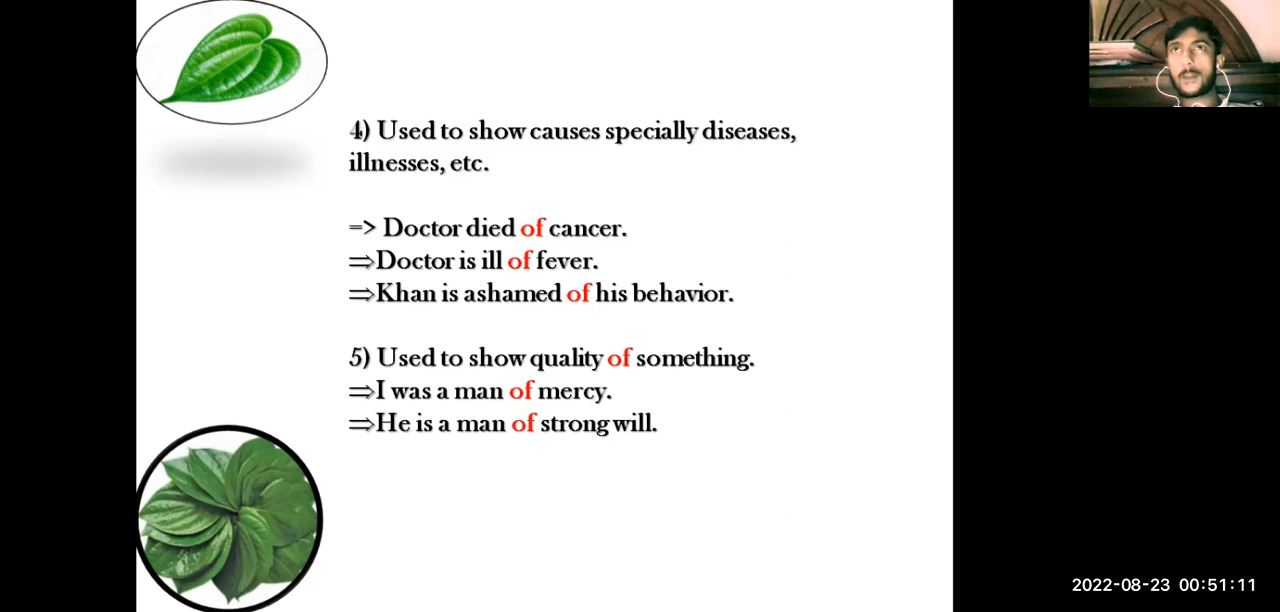 4) Used to show causes specially diseases,
illnesses, etc.
=> Doctor died of cancer.
⇒Doctor is ill of fever.
⇒Khan is ashamed of his behavior.
5) Used to show quality of something.
⇒I was a man of mercy.
⇒He is a man of strong will.
2022-08-23 00:51:11